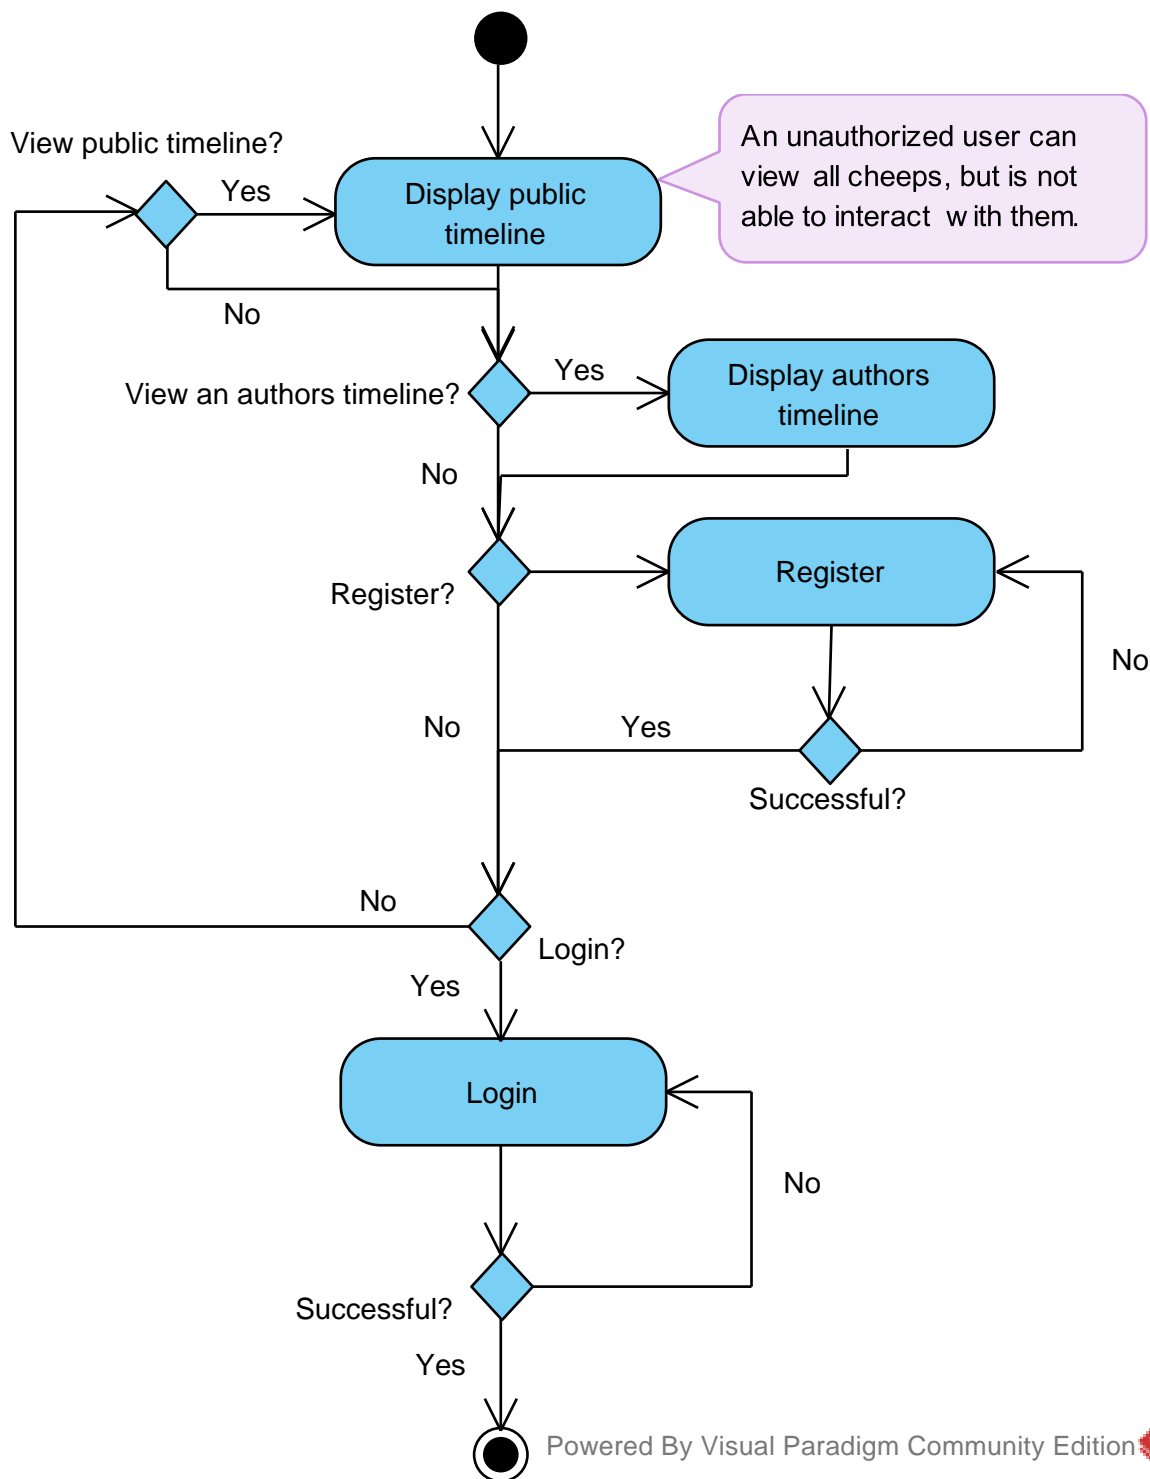 View public timeline?
An unauthorized user can
view all cheeps, but is not
able to interact with them.
Yes
Display public
timeline
No
View an authors timeline?
Yes
Display authors
timeline
No
Register?
Register
No
No
Yes
Successful?
No
Login?
Yes
Login
No
Successful?
Yes
Powered By Visual Paradigm Community Edition